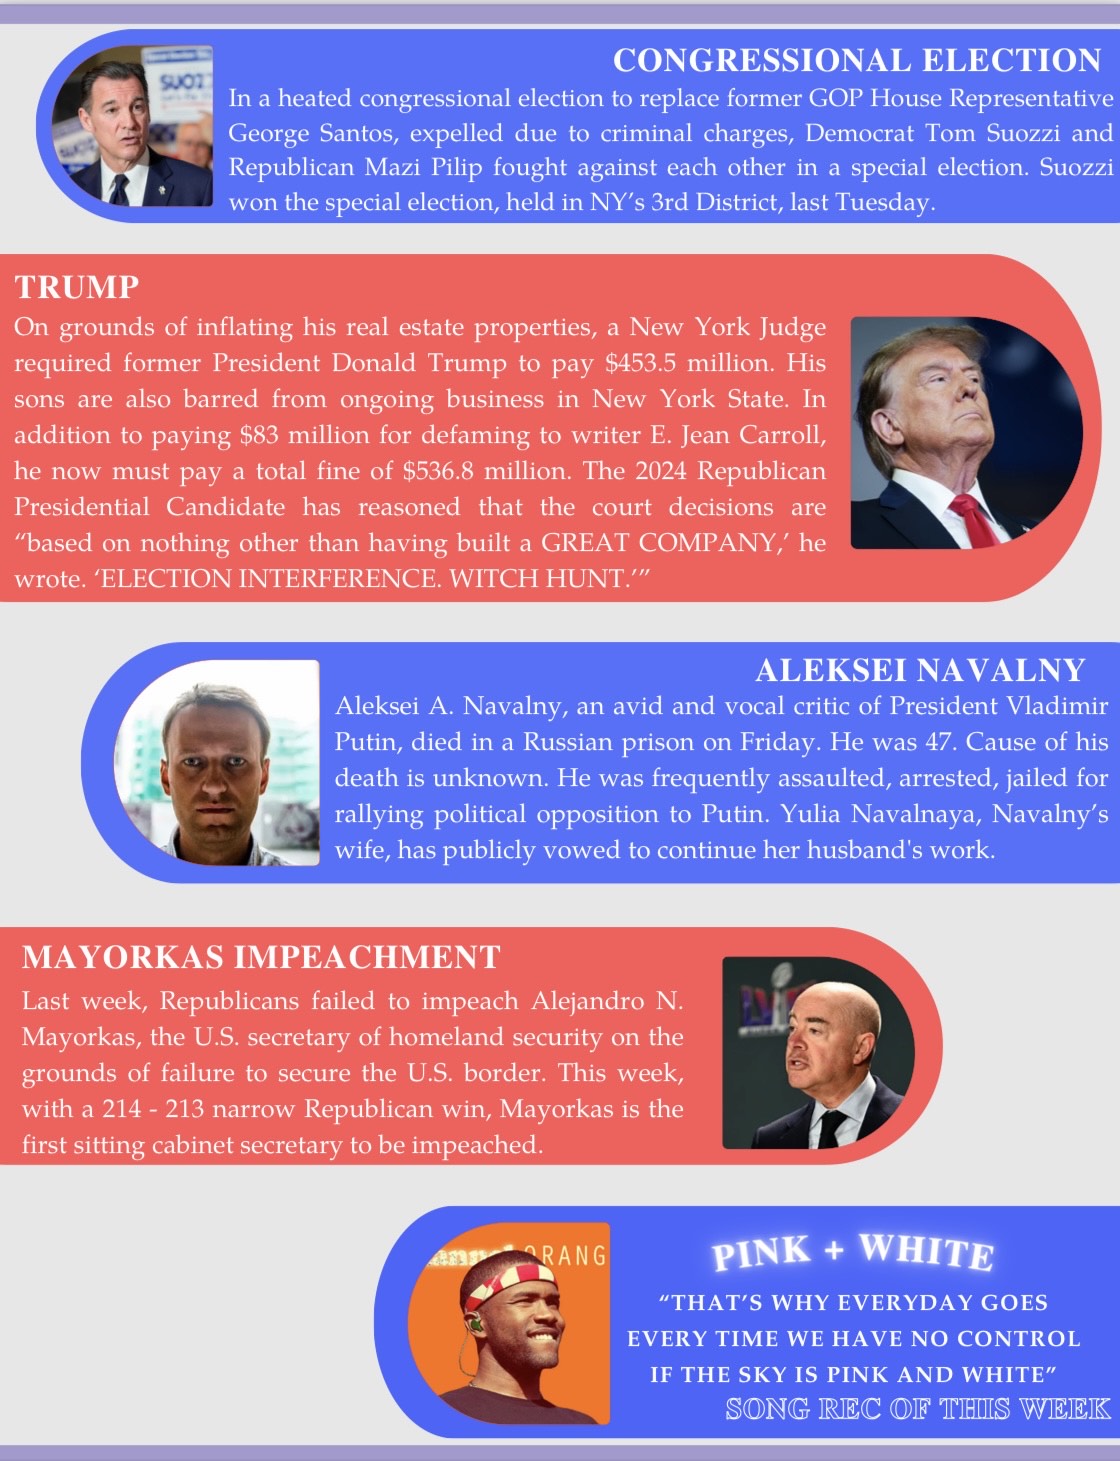 SUOZZI
CONGRESSIONAL ELECTION
In a heated congressional election to replace former GOP House Representative
George Santos, expelled due to criminal charges, Democrat Tom Suozzi and
Republican Mazi Pilip fought against each other in a special election. Suozzi
won the special election, held in NY’s 3rd District, last Tuesday.
TRUMP
On grounds of inflating his real estate properties, a New York Judge
required former President Donald Trump to pay $453.5 million. His
sons are also barred from ongoing business in New York State. In
addition to paying $83 million for defaming to writer E. Jean Carroll,
he now must pay a total fine of $536.8 million. The 2024 Republican
Presidential Candidate has reasoned that the court decisions are
“based on nothing other than having built a GREAT COMPANY,’ he
wrote. ‘ELECTION INTERFERENCE. WITCH HUNT.’”
ALEKSEI NAVALNY
Aleksei A. Navalny, an avid and vocal critic of President Vladimir
Putin, died in a Russian prison on Friday. He was 47. Cause of his
death is unknown. He was frequently assaulted, arrested, jailed for
rallying political opposition to Putin. Yulia Navalnaya, Navalny’s
wife, has publicly vowed to continue her husband's work.
MAYORKAS IMPEACHMENT
Last week, Republicans failed to impeach Alejandro N.
Mayorkas, the U.S. secretary of homeland security on the
grounds of failure to secure the U.S. border. This week,
with a 214 - 213 narrow Republican win, Mayorkas is the
first sitting cabinet secretary to be impeached.
ORANG
PINK + WHITE
“THAT’S WHY EVERYDAY GOES
EVERY TIME WE HAVE NO CONTROL
IF THE SKY IS PINK AND WHITE”
SONG REC OF THIS WEEK